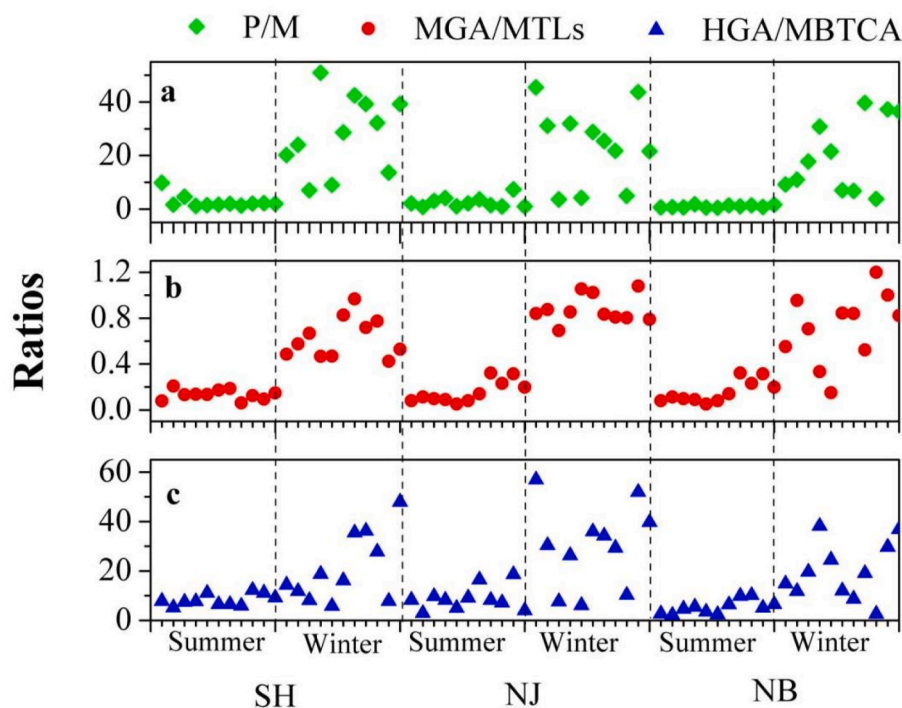 P/M MGA/MTLs HGA/MBTCA
a
40
20
0
b
1.2
0.8
0.4
0.0
Ratios
c
60
40
20
0
Summer Winter Summer Winter Summer Winter
SH NJ NB